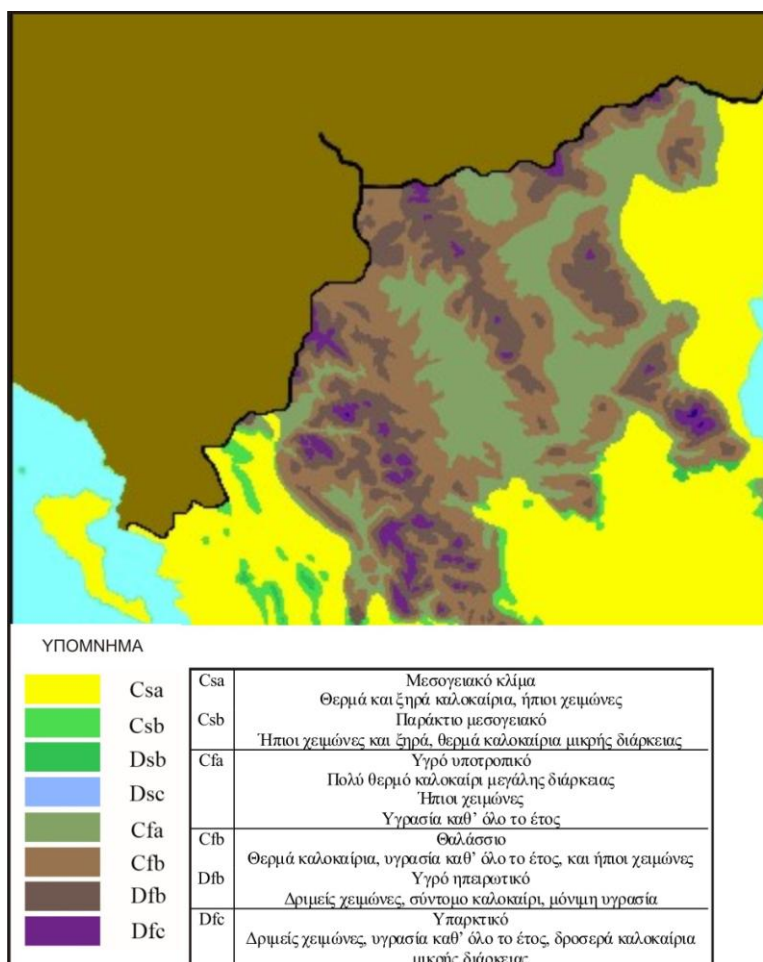 ΥΠΟΜΝΗΜΑ
Csa
Csb
Dsb
Dsc
Cfa
Cfb
Dfb
Dfc
Csa Μεσογειακό κλίμα
Θερμά και ξηρά καλοκαίρια, ήπιοι χειμώνες
Csb Παράκτιο μεσογειακό
Ήπιοι χειμώνες και ξηρά, θερμά καλοκαίρια μικρής διάρκειας
Cfa Υγρό υποτροπικό
Πολύ θερμό καλοκαίρι μεγάλης διάρκειας
Ήπιοι χειμώνες
Υγρασία καθ’ όλο το έτος
Cfb Θαλάσσιο
Θερμά καλοκαίρια, υγρασία καθ’ όλο το έτος, και ήπιοι χειμώνες
Dfb Υγρό ηπειρωτικό
Δριμείς χειμώνες, σύντομο καλοκαίρι, μόνιμη υγρασία
Dfc Υπαρκτικό
Δριμείς χειμώνες, υγρασία καθ’ όλο το έτος, δροσερά καλοκαίρια
μικρής διάρκειας